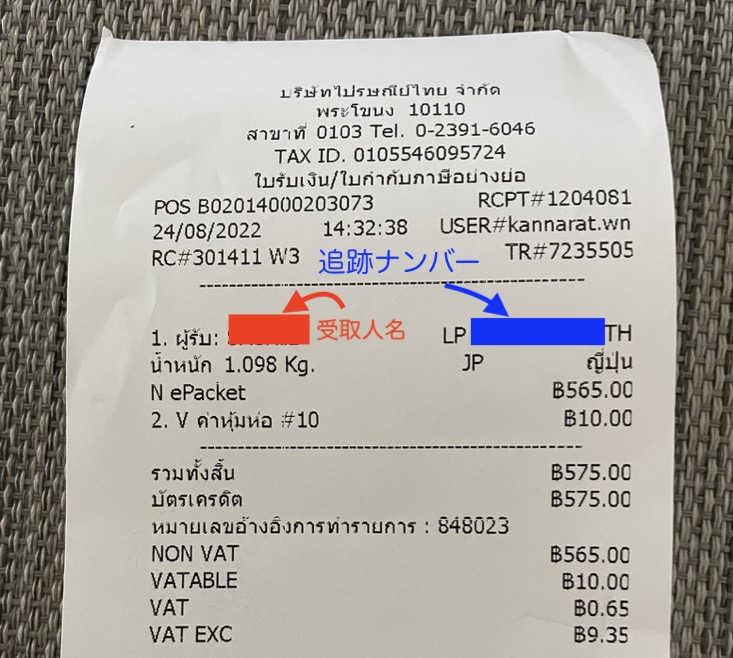 บริษัทไปรษณีย์ไทย จำกัด
พระโขนง 10110
สาขาที่ 0103 Tel. 0-2391-6046
TAX ID. 0105546095724
ใบรับเงิน/ใบกำกับภาษีอย่างย่อ
POS B02014000203073 RCPT#1204081
24/08/2022 14:32:38 USER#kannarat.wn
RC#301411 W3 TR#7235505
追跡ナンバー
1. ผู้รับ: 受取人名 LP TH
น้ำหนัก 1.098 Kg. JP ญี่ปุ่น
N ePacket ฿565.00
2. V ค่าหุ้มห่อ #10 ฿10.00
รวมทั้งสิ้น ฿575.00
บัตรเครดิต ฿575.00
หมายเลขอ้างอิงการทำรายการ : 848023
NON VAT ฿565.00
VATABLE ฿10.00
VAT ฿0.65
VAT EXC ฿9.35